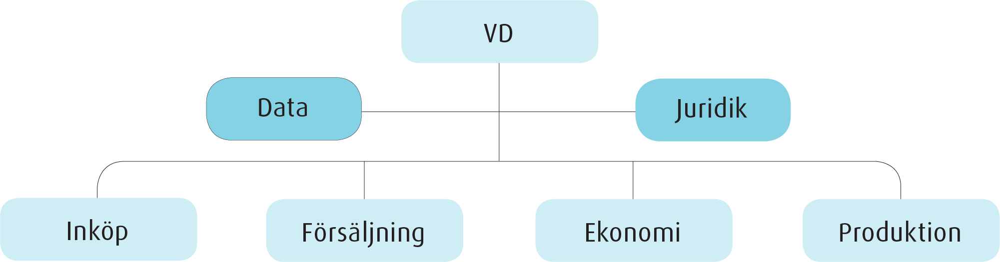 VD
Data
Juridik
Inköp
Försäljning
Ekonomi
Produktion